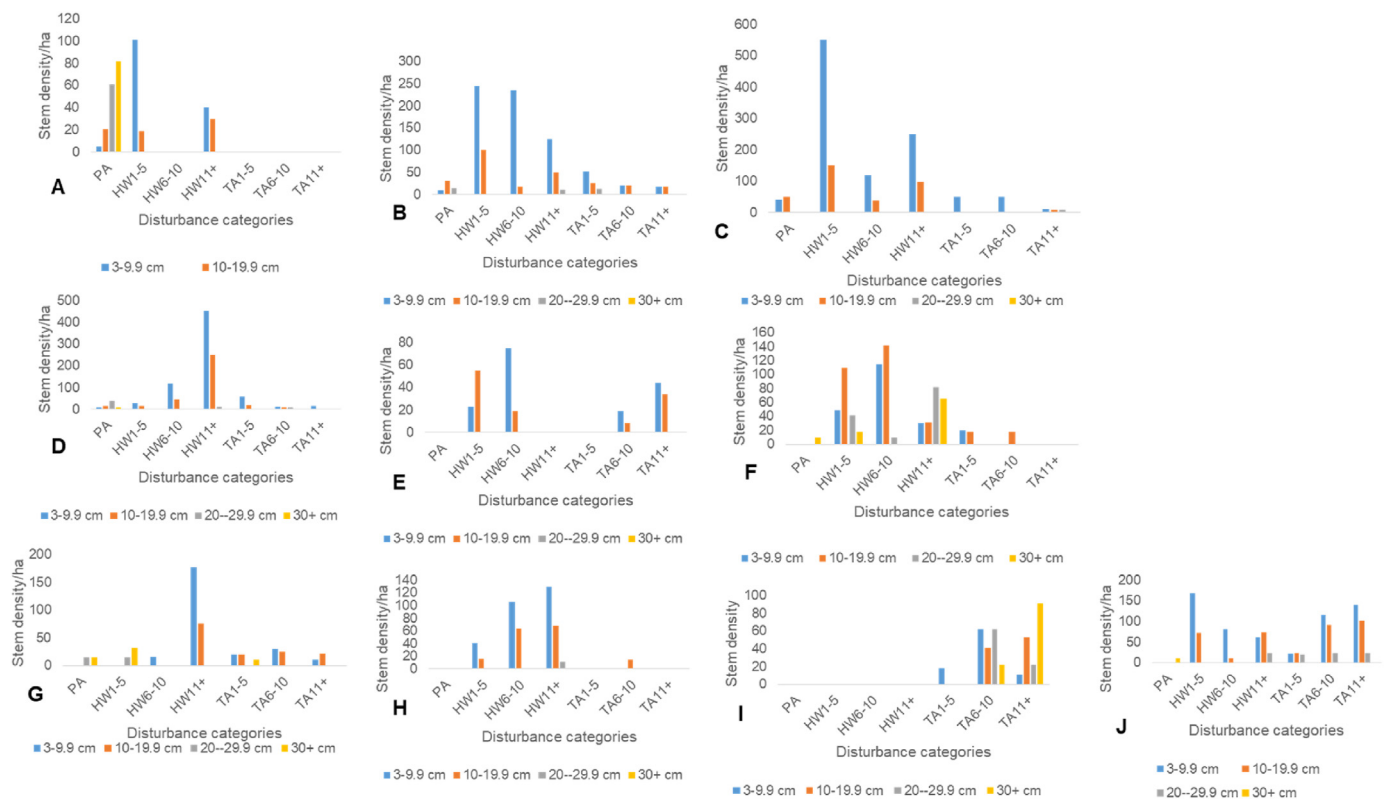 Stem density/ha
120
100
80
60
40
20
0
PA HW1-5 HW6-10 HW11+ TA1-5 TA6-10 TA11+
A
Disturbance categories
3-9.9 cm 10-19.9 cm
Stem density/ha
300
250
200
150
100
50
0
PA HW1-5 HW6-10 HW11+ TA1-5 TA6-10 TA11+
B
Disturbance categories
3-9.9 cm 10-19.9 cm 20--29.9 cm 30+ cm
Stem density/ha
600
500
400
300
200
100
0
PA HW1-5 HW6-10 HW11+ TA1-5 TA6-10 TA11+
C
Disturbance categories
3-9.9 cm 10-19.9 cm 20--29.9 cm 30+ cm
Stem density/ha
500
400
300
200
100
0
PA HW1-5 HW6-10 HW11+ TA1-5 TA6-10 TA11+
D
Disturbance categories
3-9.9 cm 10-19.9 cm 20--29.9 cm 30+ cm
Stem density/ha
80
60
40
20
0
PA HW1-5 HW6-10 HW11+ TA1-5 TA6-10 TA11+
E
Disturbance categories
3-9.9 cm 10-19.9 cm 20--29.9 cm 30+ cm
Stem density/ha
160
140
120
100
80
60
40
20
0
PA HW1-5 HW6-10 HW11+ TA1-5 TA6-10 TA11+
F
Disturbance categories
3-9.9 cm 10-19.9 cm 20--29.9 cm 30+ cm
Stem density/ha
200
150
100
50
0
PA HW1-5 HW6-10 HW11+ TA1-5 TA6-10 TA11+
G
Disturbance categories
3-9.9 cm 10-19.9 cm 20--29.9 cm 30+ cm
Stem density/ha
140
120
100
80
60
40
20
0
PA HW1-5 HW6-10 HW11+ TA1-5 TA6-10 TA11+
H
Disturbance categories
3-9.9 cm 10-19.9 cm 20--29.9 cm 30+ cm
Stem density
100
80
60
40
20
0
PA HW1-5 HW6-10 HW11+ TA1-5 TA6-10 TA11+
I
Disturbance categories
3-9.9 cm 10-19.9 cm 20--29.9 cm 30+ cm
Stem density/ha
200
150
100
50
0
PA HW1-5 HW6-10 HW11+ TA1-5 TA6-10 TA11+
J
Disturbance categories
3-9.9 cm 10-19.9 cm
20--29.9 cm 30+ cm